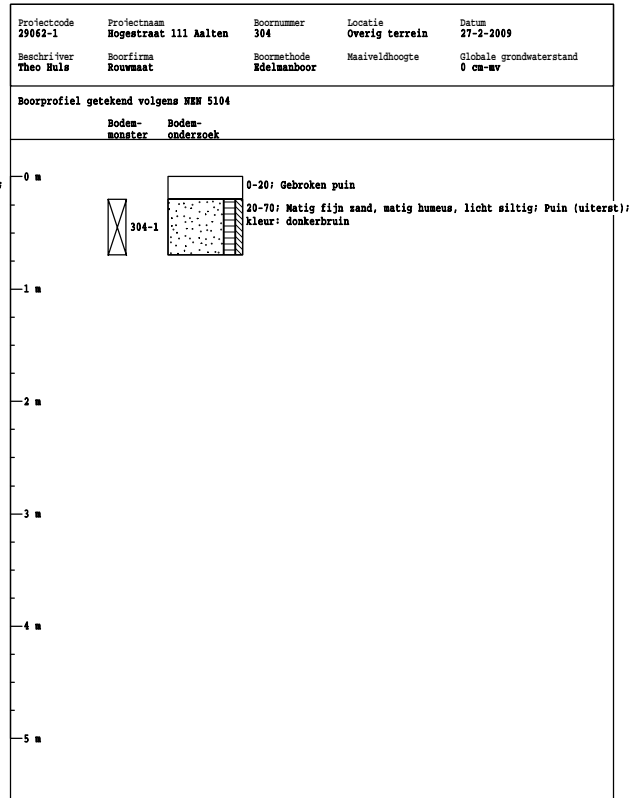 Projectcode Projectnaam Boornummer Locatie Datum
29062-1 Hogestraat 111 Aalten 304 Overig terrein 27-2-2009
Beschrijver Boorfirma Boormethode Maaiveldhoogte Globale grondwaterstand
Theo Huls Rouwmaat Edelmanboor 0 cm-mv
Boorprofiel getekend volgens NEN 5104
Bodem- Bodem-
monster onderzoek
0 m
0-20; Gebroken puin
20-70; Matig fijn zand, matig humeus, licht siltig; Puin (uiterst);
304-1 kleur: donkerbruin
1 m
2 m
3 m
4 m
5 m